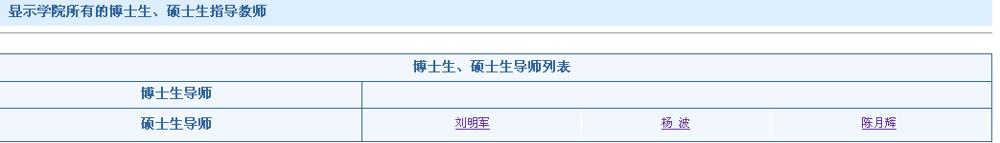 显示学院所有的博士生、硕士生指导教师
博士生、硕士生导师列表
博士生导师
硕士生导师 刘明军 杨 波 陈月辉